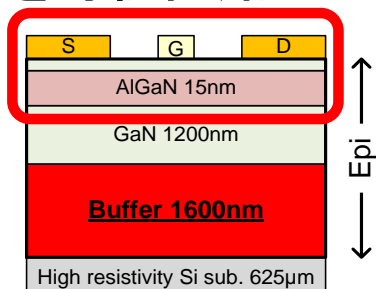 S G D
AlGaN 15nm
GaN 1200nm
Epi
Buffer 1600nm
High resistivity Si sub. 625μm